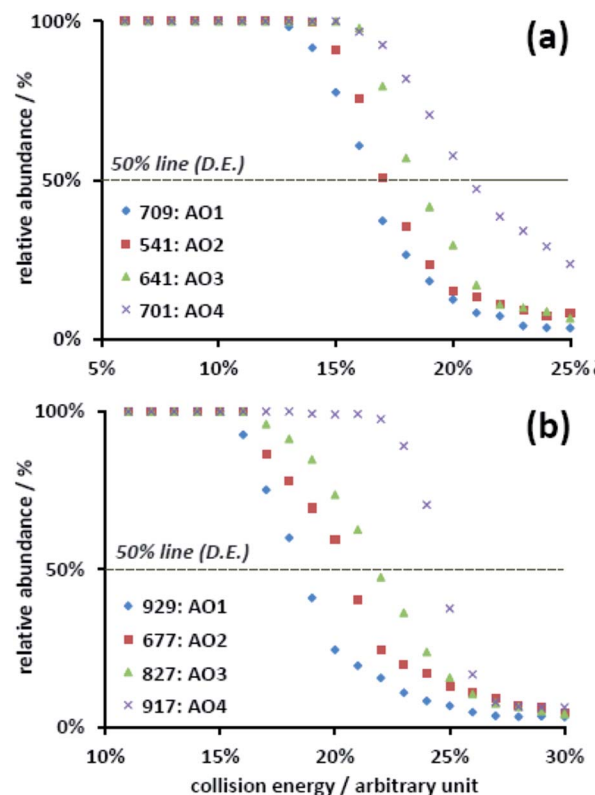 (a)
100%
50% line (D.E.)
50%
709: AO1
541: AO2
641: AO3
701: AO4
0%
5% 10% 15% 20% 25%
relative abundance / %
(b)
100%
50% line (D.E.)
50%
929: AO1
677: AO2
827: AO3
917: AO4
0%
10% 15% 20% 25% 30%
relative abundance / %
collision energy / arbitrary unit